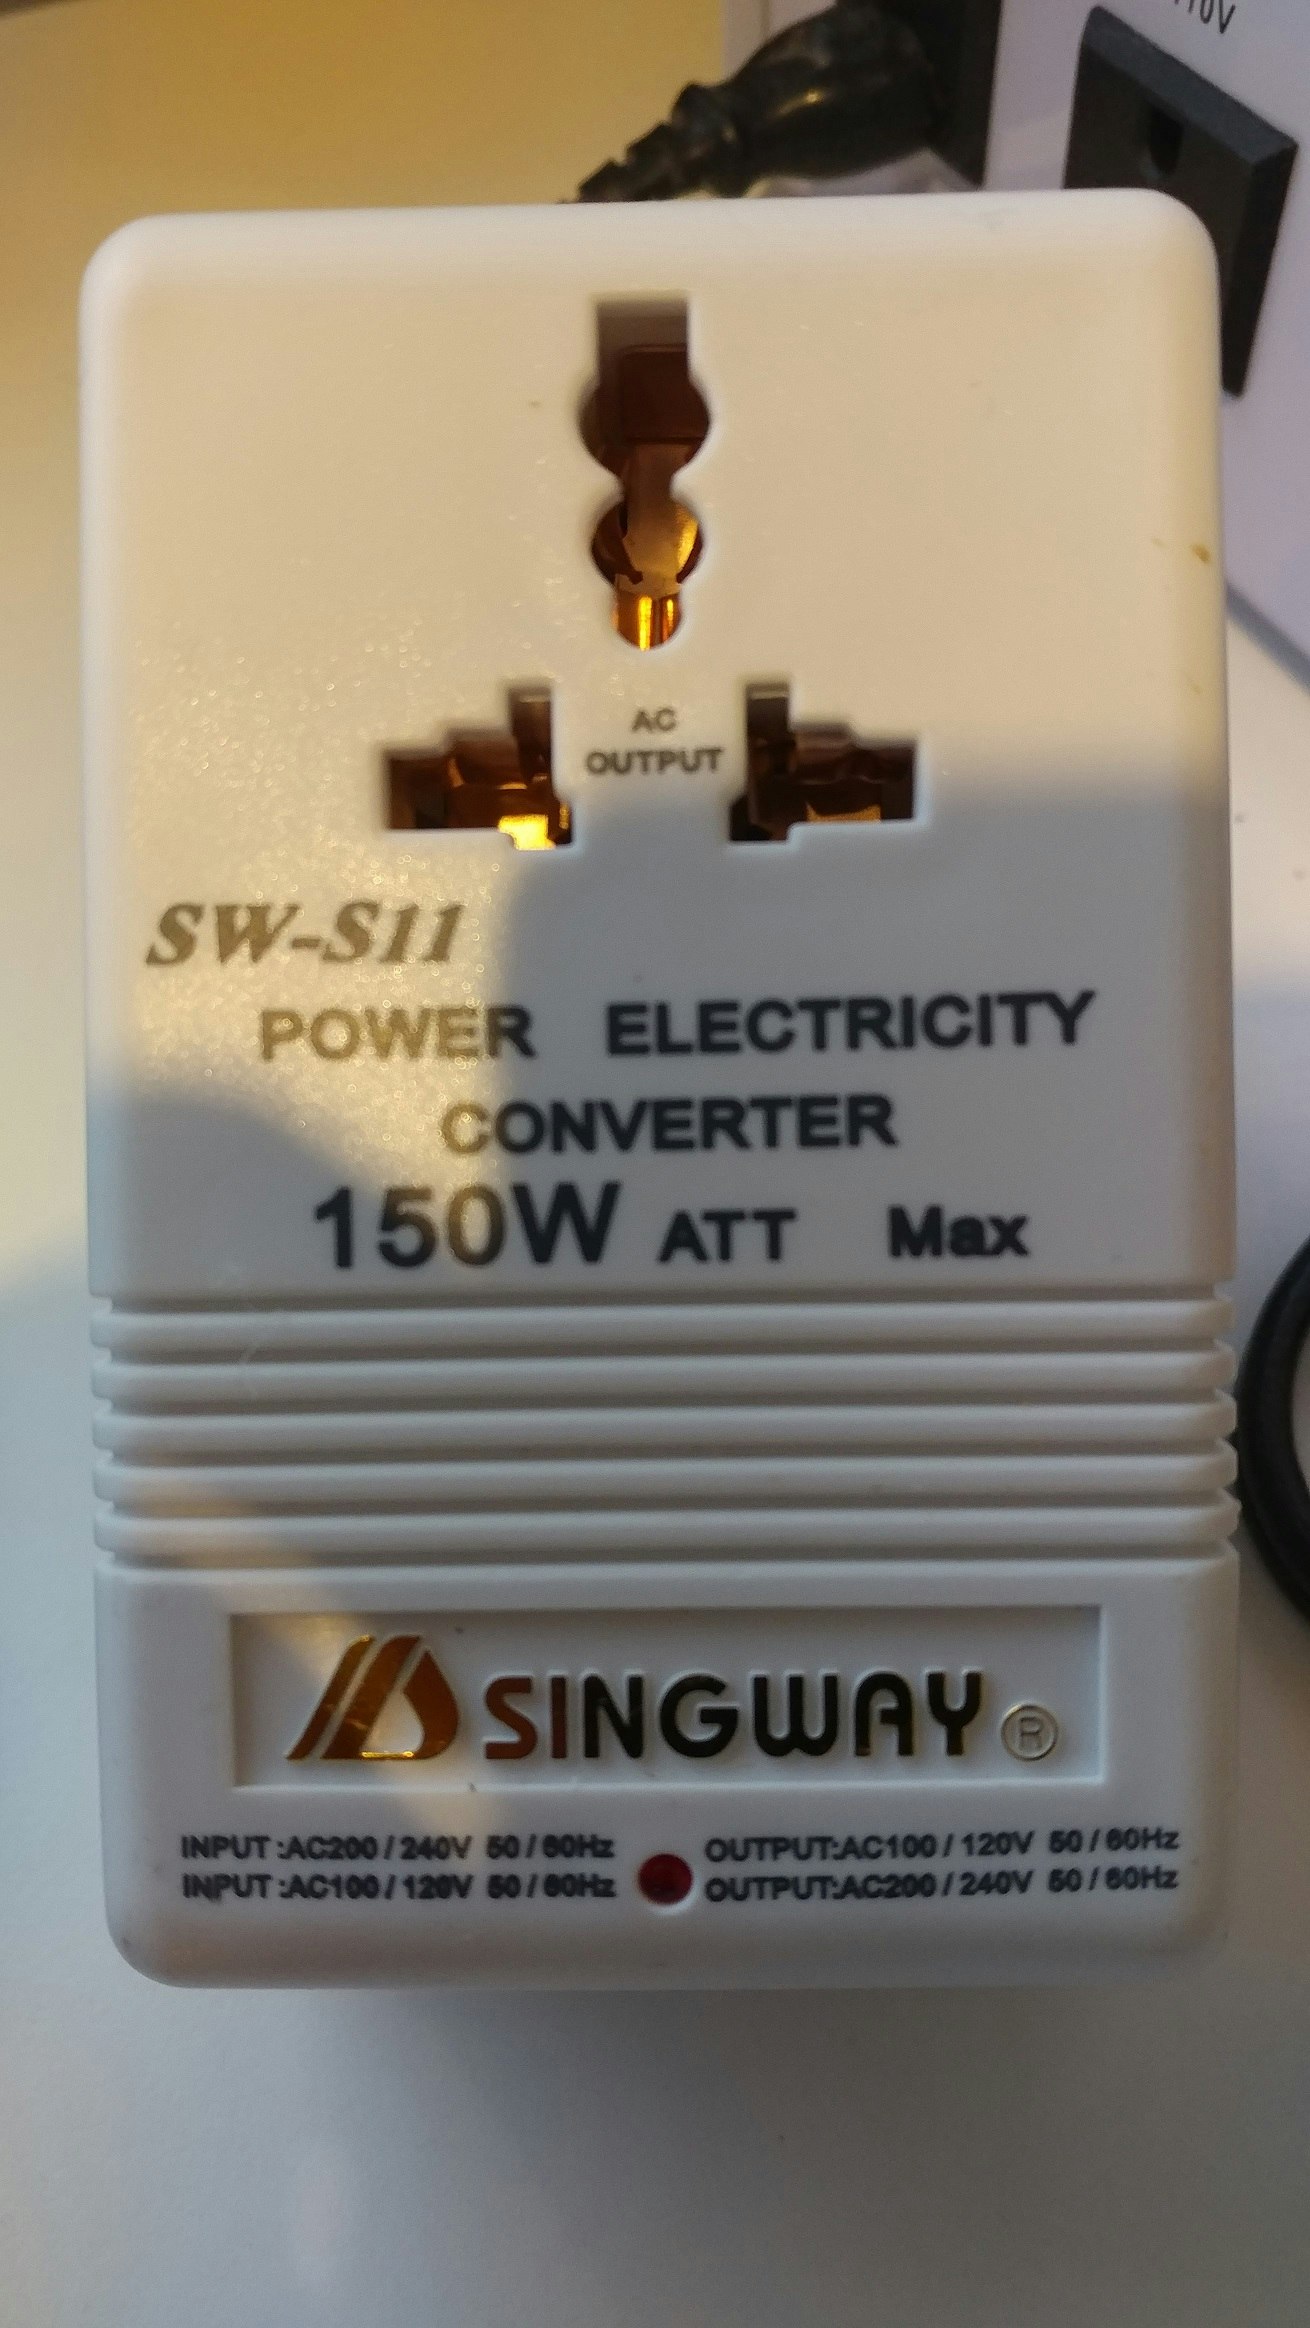 110V
AC
OUTPUT
SW-S11
POWER ELECTRICITY
CONVERTER
150W ATT Max
SINGWAY ®
INPUT :AC200/240V 50/60Hz OUTPUT:AC100/120V 50/60Hz
INPUT :AC100/120V 50/60Hz OUTPUT:AC200/240V 50/60Hz